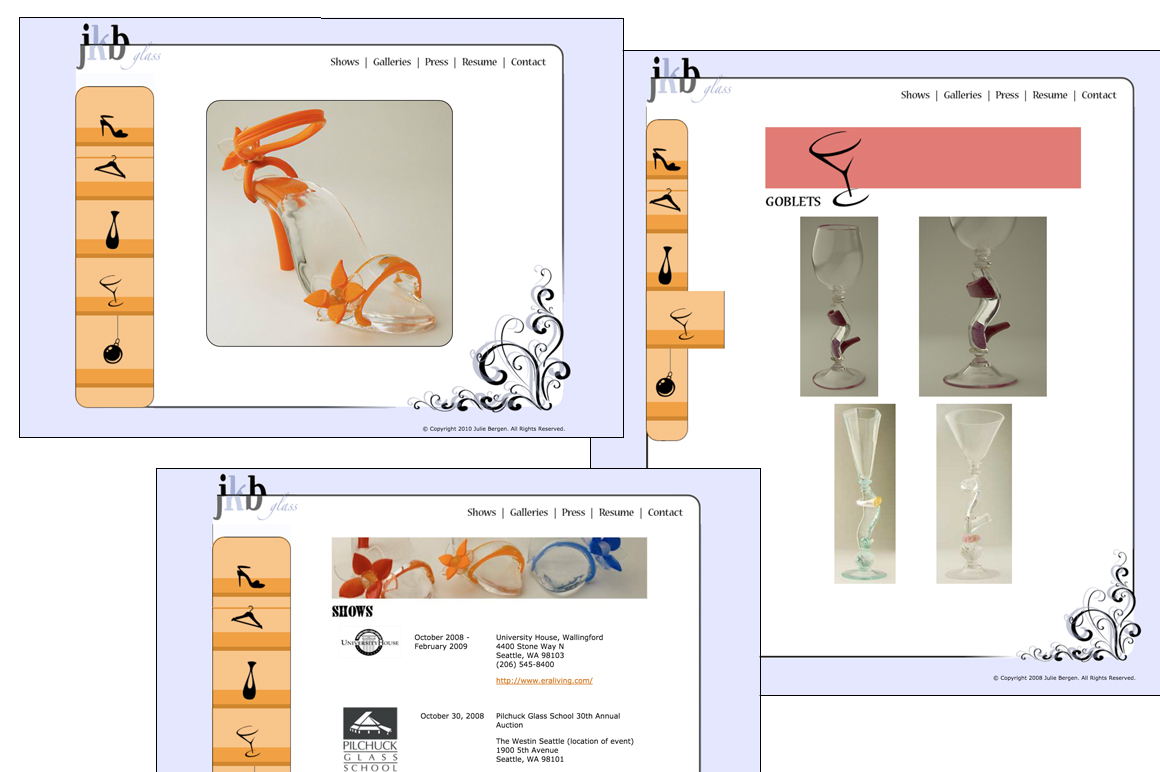 jkb glass
Shows | Galleries | Press | Resume | Contact
© Copyright 2010 Julie Bergen. All Rights Reserved.
jkb glass
Shows | Galleries | Press | Resume | Contact
GOBLETS
© Copyright 2008 Julie Bergen. All Rights Reserved.
jkb glass
Shows | Galleries | Press | Resume | Contact
SHOWS
UNIVERSITY HOUSE
October 2008 -
February 2009
University House, Wallingford
4400 Stone Way N
Seattle, WA 98103
(206) 545-8400
http://www.eraliving.com/
PILCHUCK
GLASS
SCHOOL
October 30, 2008
Pilchuck Glass School 30th Annual
Auction
The Westin Seattle (location of event)
1900 5th Avenue
Seattle, WA 98101